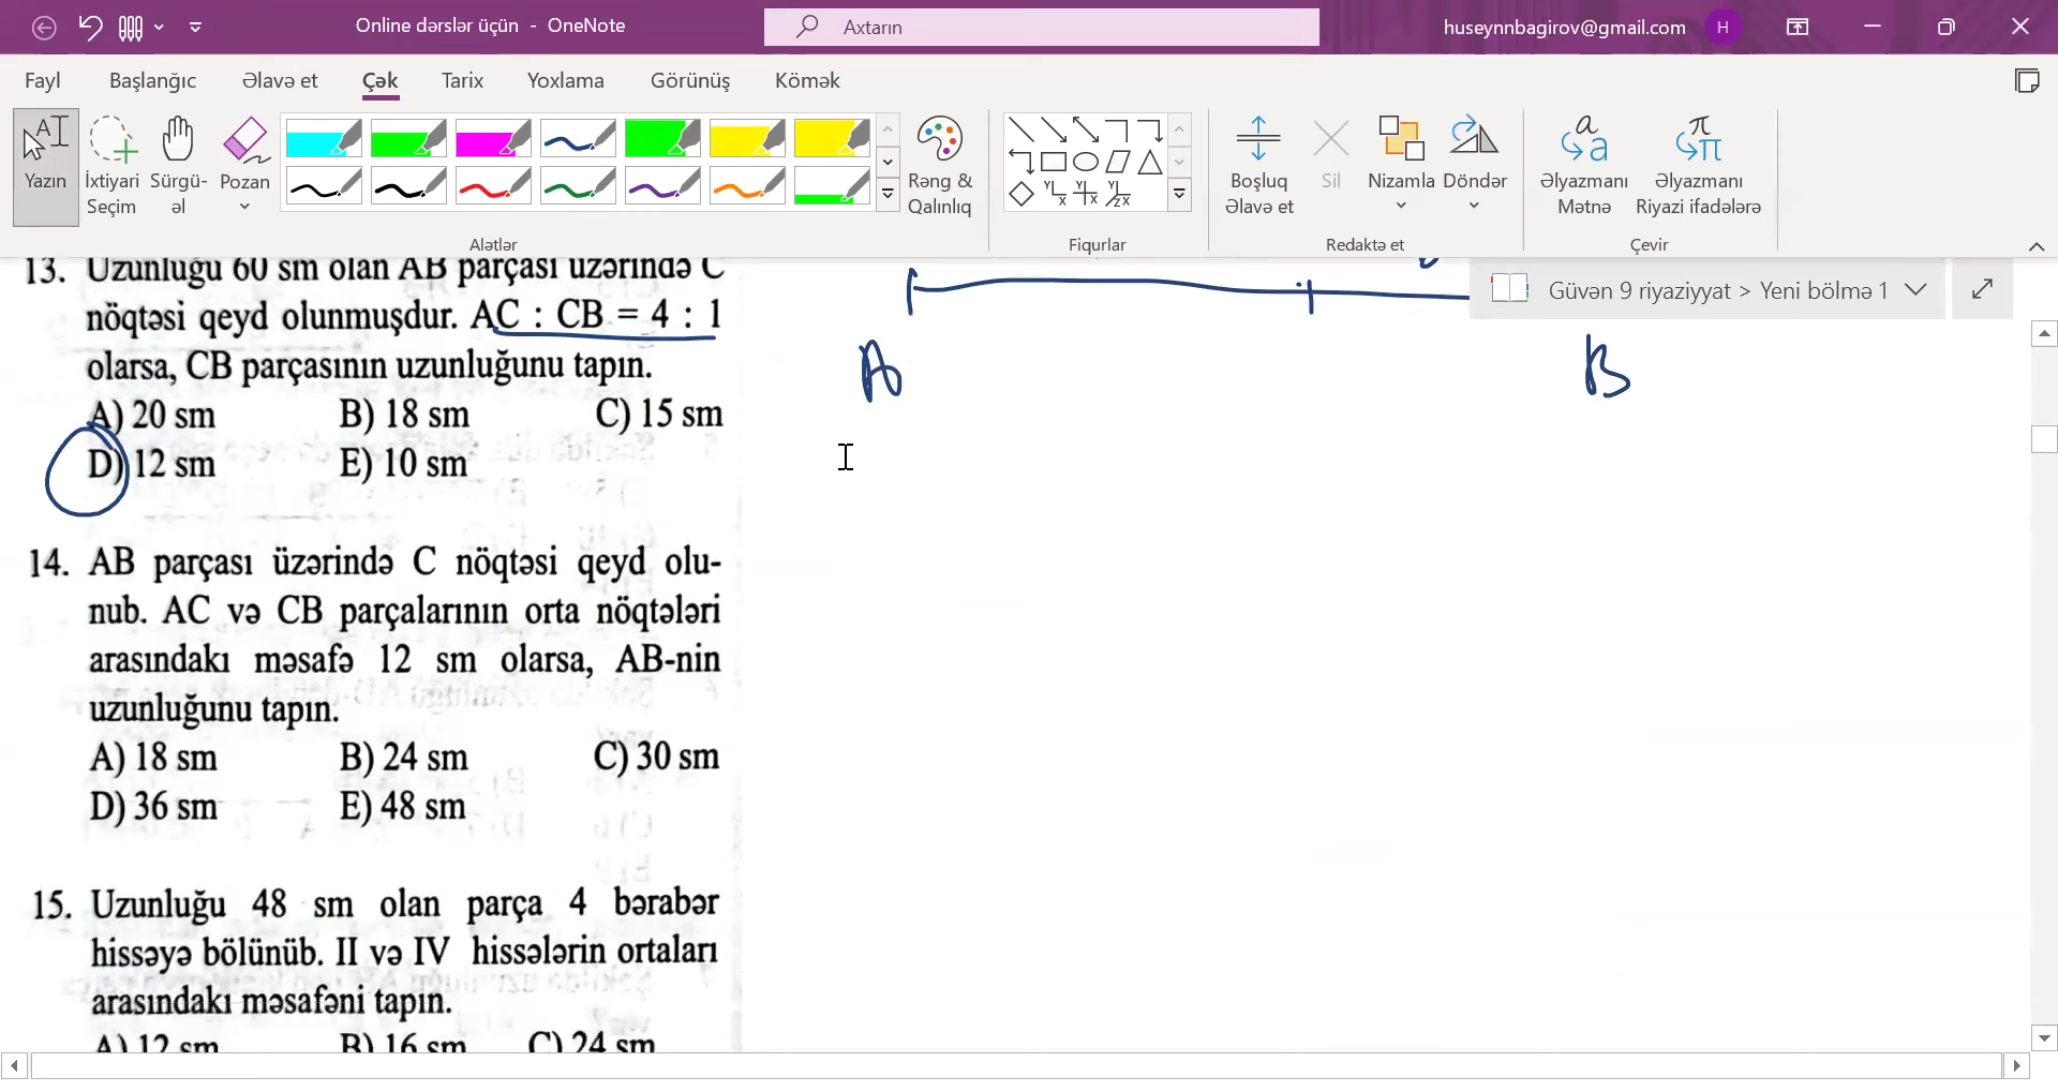 Online dərslər üçün - OneNote
Axtarın
huseynnbagirov@gmail.com
H
Fayl Başlanğıc Əlavə et Çək Tarix Yoxlama Görünüş Kömək
Yazın
İxtiyari Seçim
Sürgü-əl
Pozan
Rəng & Qalınlıq
Boşluq Əlavə et
Sil
Nizamla
Döndər
Əlyazmanı Mətnə
Əlyazmanı Riyazi ifadələrə
Alətlər
Fiqurlar
Redaktə et
Çevir
Güvən 9 riyaziyyat > Yeni bölmə 1
13. Uzunluğu 60 sm olan AB parçası üzərində C
nöqtəsi qeyd olunmuşdur. AC : CB = 4 : 1
olarsa, CB parçasının uzunluğunu tapın.
A) 20 sm B) 18 sm C) 15 sm
D) 12 sm E) 10 sm
A
B
14. AB parçası üzərində C nöqtəsi qeyd olu-
nub. AC və CB parçalarının orta nöqtələri
arasındakı məsafə 12 sm olarsa, AB-nin
uzunluğunu tapın.
A) 18 sm B) 24 sm C) 30 sm
D) 36 sm E) 48 sm
15. Uzunluğu 48 sm olan parça 4 bərabər
hissəyə bölünüb. II və IV hissələrin ortaları
arasındakı məsafəni tapın.
A) 12 sm B) 16 sm C) 24 sm